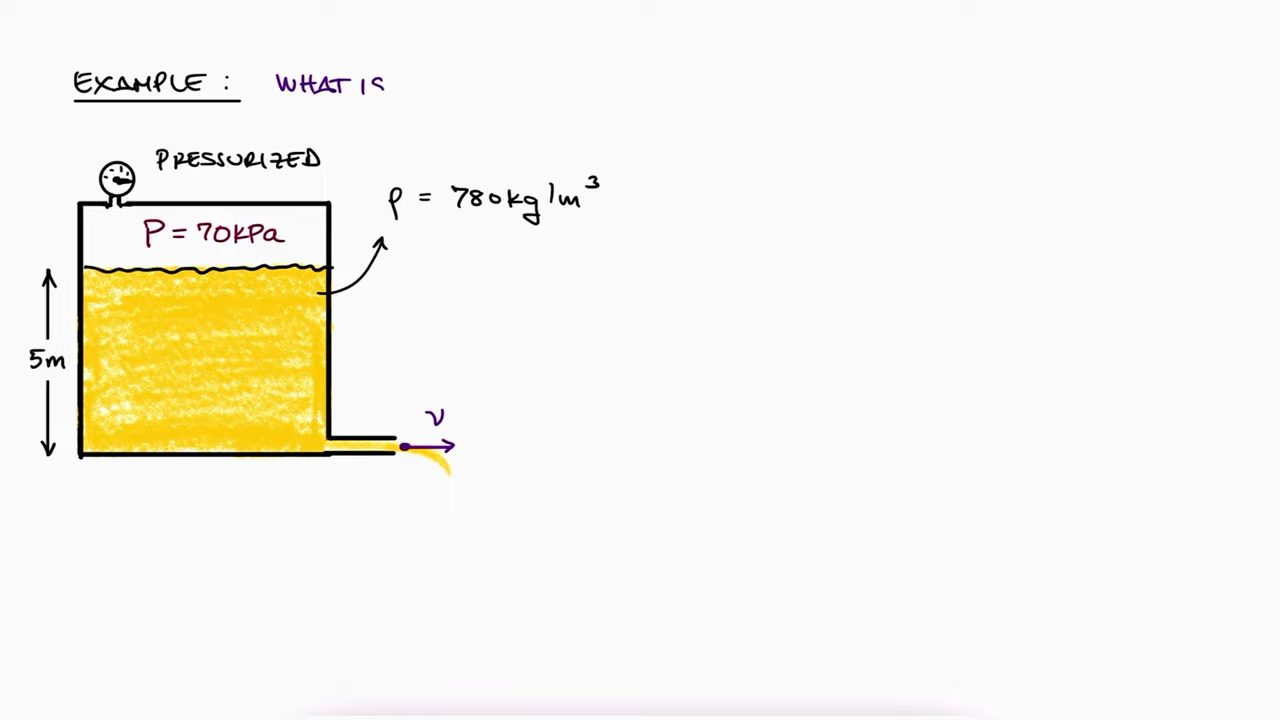 EXAMPLE : WHAT IS
PRESSURIZED
ρ = 780kg/m³
P = 70kPa
5m
v